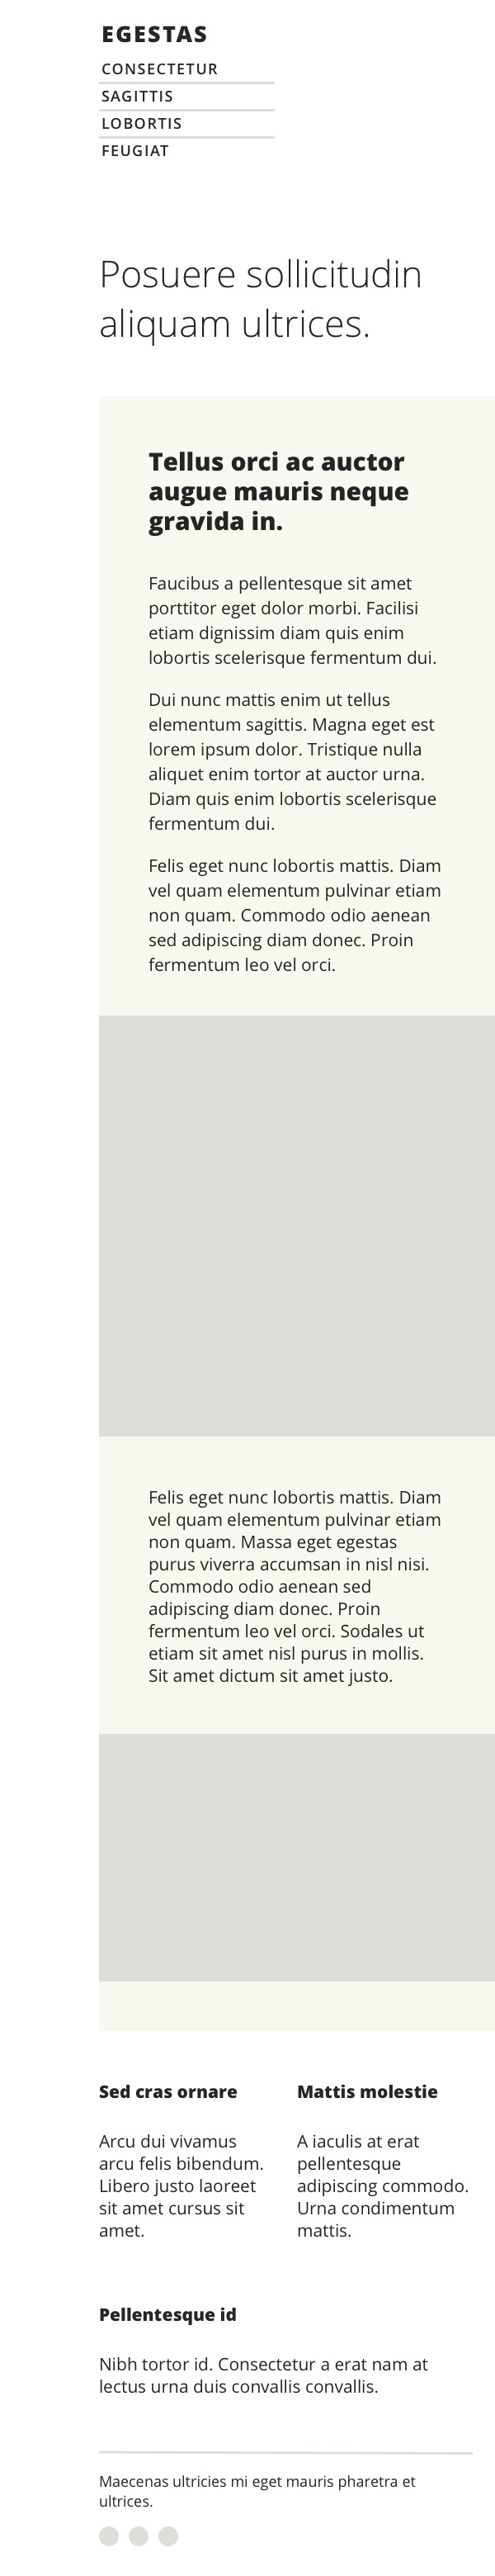 EGESTAS
CONSECTETUR
SAGITTIS
LOBORTIS
FEUGIAT
Posuere sollicitudin
aliquam ultrices.
Tellus orci ac auctor
augue mauris neque
gravida in.
Faucibus a pellentesque sit amet
porttitor eget dolor morbi. Facilisi
etiam dignissim diam quis enim
lobortis scelerisque fermentum dui.
Dui nunc mattis enim ut tellus
elementum sagittis. Magna eget est
lorem ipsum dolor. Tristique nulla
aliquet enim tortor at auctor urna.
Diam quis enim lobortis scelerisque
fermentum dui.
Felis eget nunc lobortis mattis. Diam
vel quam elementum pulvinar etiam
non quam. Commodo odio aenean
sed adipiscing diam donec. Proin
fermentum leo vel orci.
Felis eget nunc lobortis mattis. Diam
vel quam elementum pulvinar etiam
non quam. Massa eget egestas
purus viverra accumsan in nisl nisi.
Commodo odio aenean sed
adipiscing diam donec. Proin
fermentum leo vel orci. Sodales ut
etiam sit amet nisl purus in mollis.
Sit amet dictum sit amet justo.
Sed cras ornare
Arcu dui vivamus
arcu felis bibendum.
Libero justo laoreet
sit amet cursus sit
amet.
Mattis molestie
A iaculis at erat
pellentesque
adipiscing commodo.
Urna condimentum
mattis.
Pellentesque id
Nibh tortor id. Consectetur a erat nam at
lectus urna duis convallis convallis.
Maecenas ultricies mi eget mauris pharetra et
ultrices.